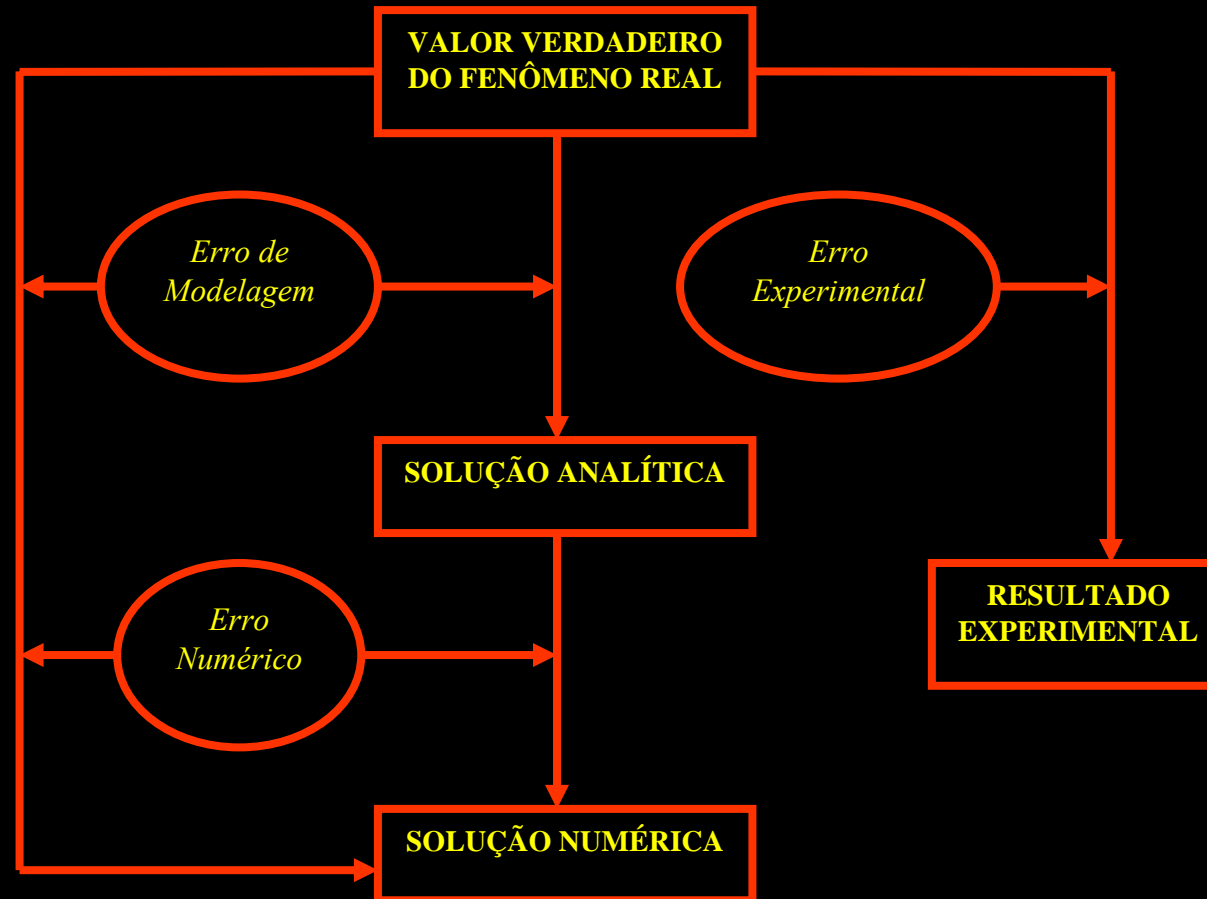 VALOR VERDADEIRO
DO FENÔMENO REAL
Erro de
Modelagem
Erro
Experimental
SOLUÇÃO ANALÍTICA
Erro
Numérico
RESULTADO
EXPERIMENTAL
SOLUÇÃO NUMÉRICA